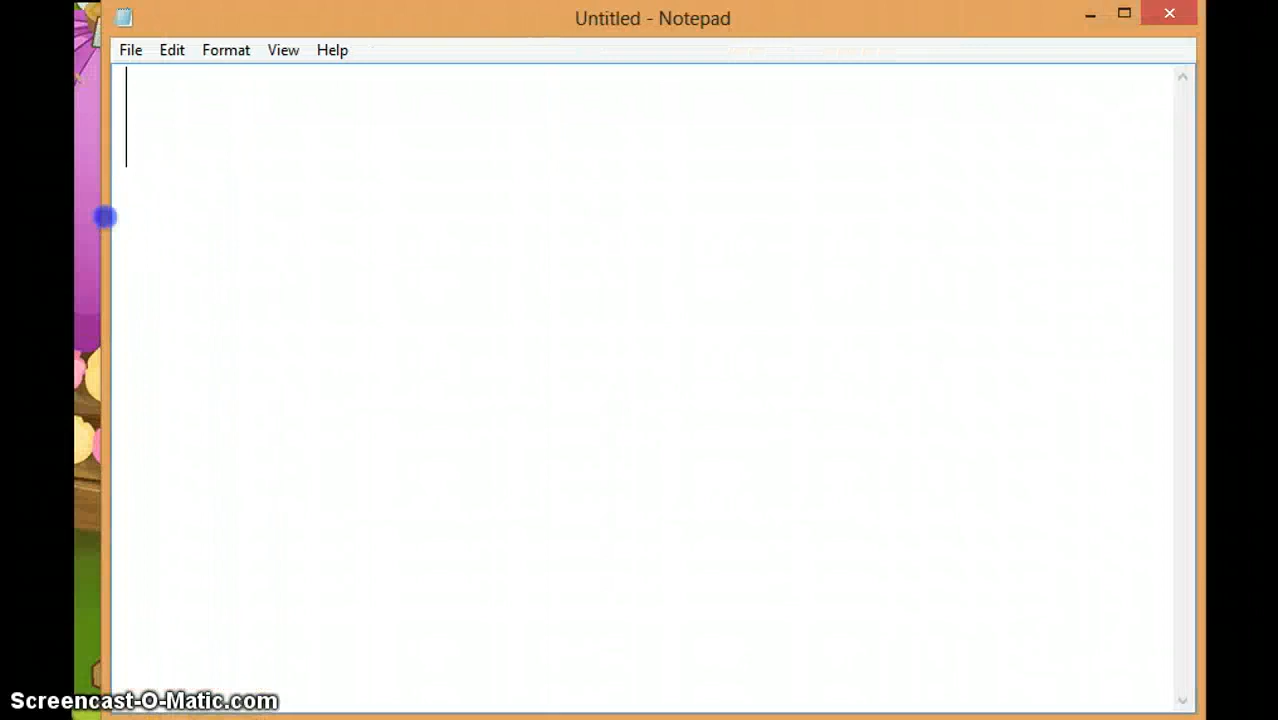 Untitled - Notepad
File Edit Format View Help
Screencast-O-Matic.com